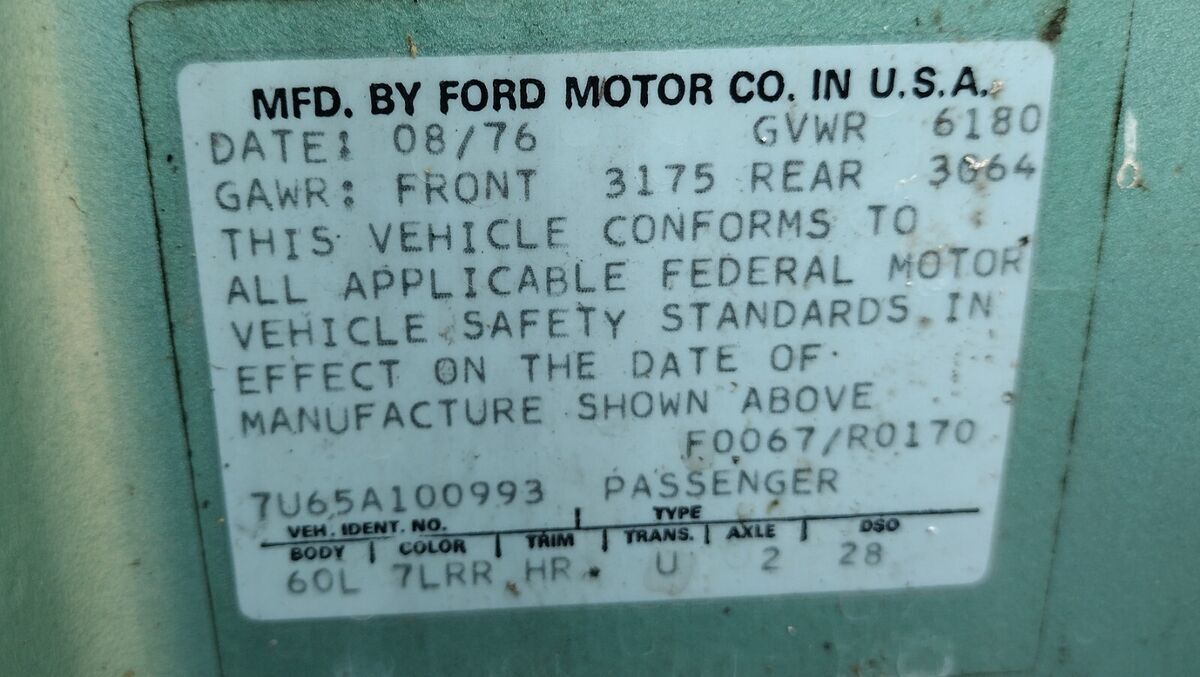 MFD. BY FORD MOTOR CO. IN U.S.A.
DATE: 08/76 GVWR 6180
GAWR: FRONT 3175 REAR 3064
THIS VEHICLE CONFORMS TO
ALL APPLICABLE FEDERAL MOTOR
VEHICLE SAFETY STANDARDS IN
EFFECT ON THE DATE OF
MANUFACTURE SHOWN ABOVE
F0067/R0170
7U65A100993 PASSENGER
VEH. IDENT. NO. TYPE
BODY COLOR TRIM TRANS. AXLE DSO
60L 7LRR HR U 2 28